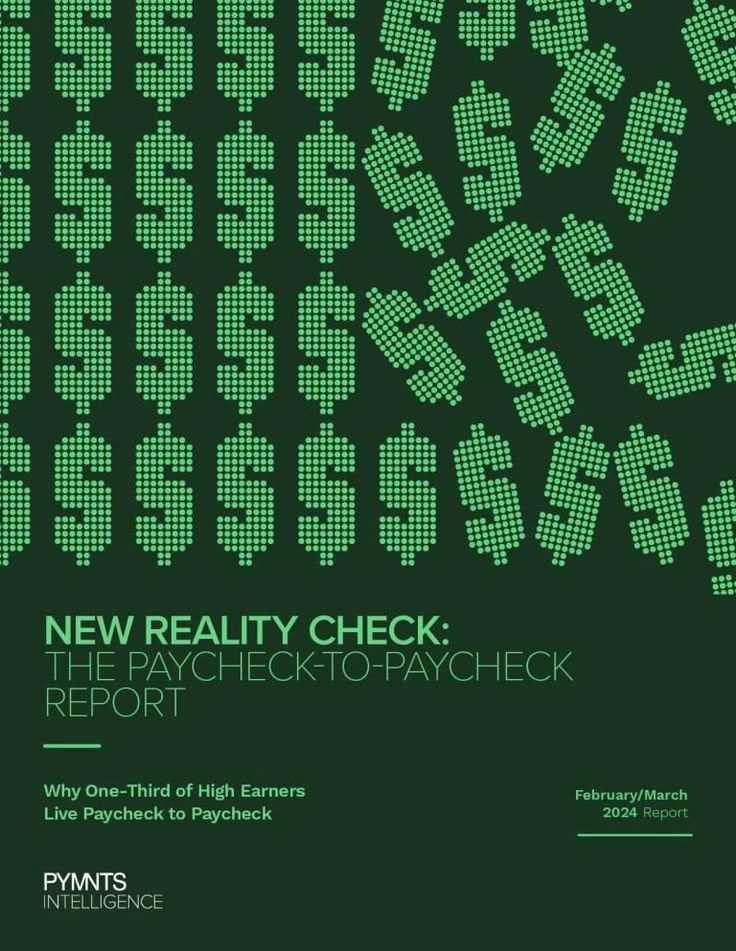 NEW REALITY CHECK:
THE PAYCHECK-TO-PAYCHECK
REPORT
Why One-Third of High Earners
Live Paycheck to Paycheck
February/March
2024 Report
PYMNTS
INTELLIGENCE